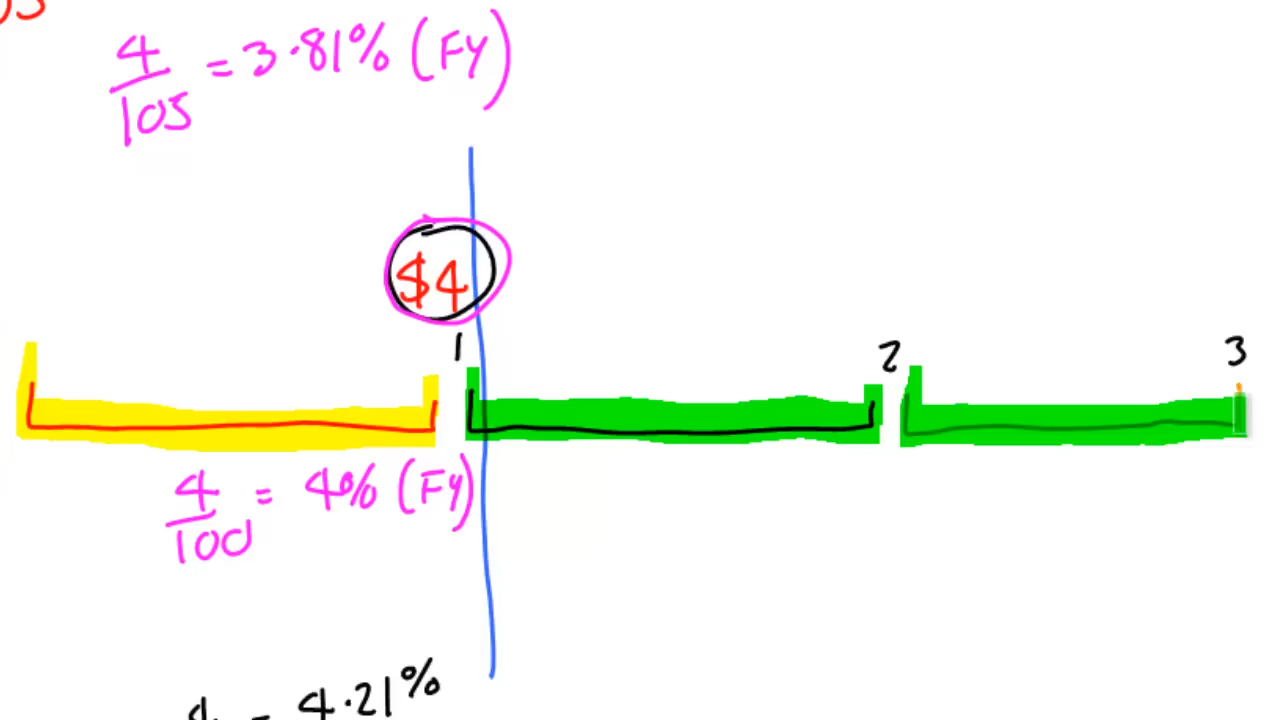 4/105 = 3.81% (FY)
$4
1 2 3
4/100 = 4% (FY)
= 4.21%